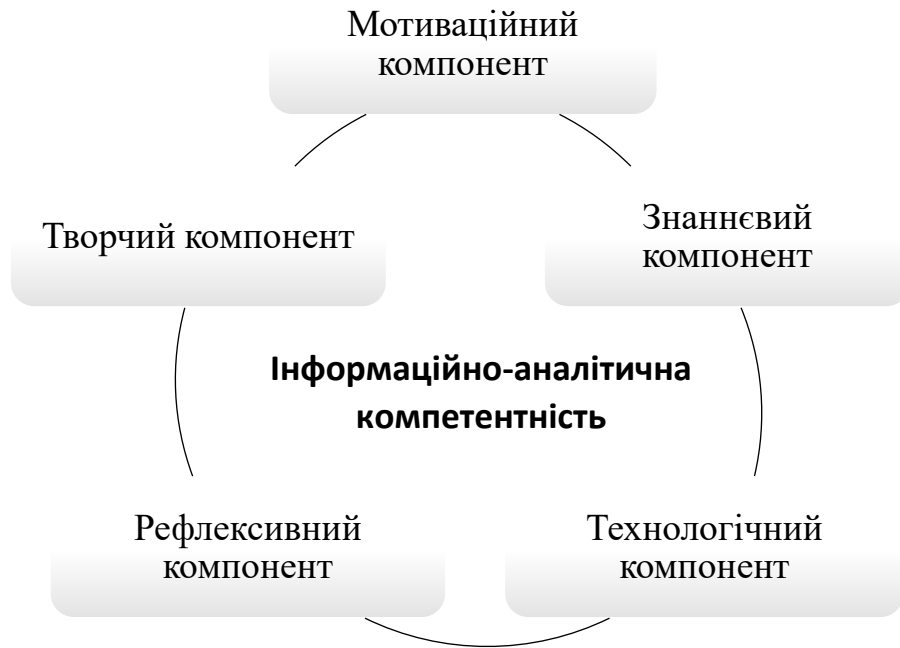 Мотиваційний
компонент
Творчий компонент
Знаннєвий
компонент
Інформаційно-аналітична
компетентність
Рефлексивний
компонент
Технологічний
компонент